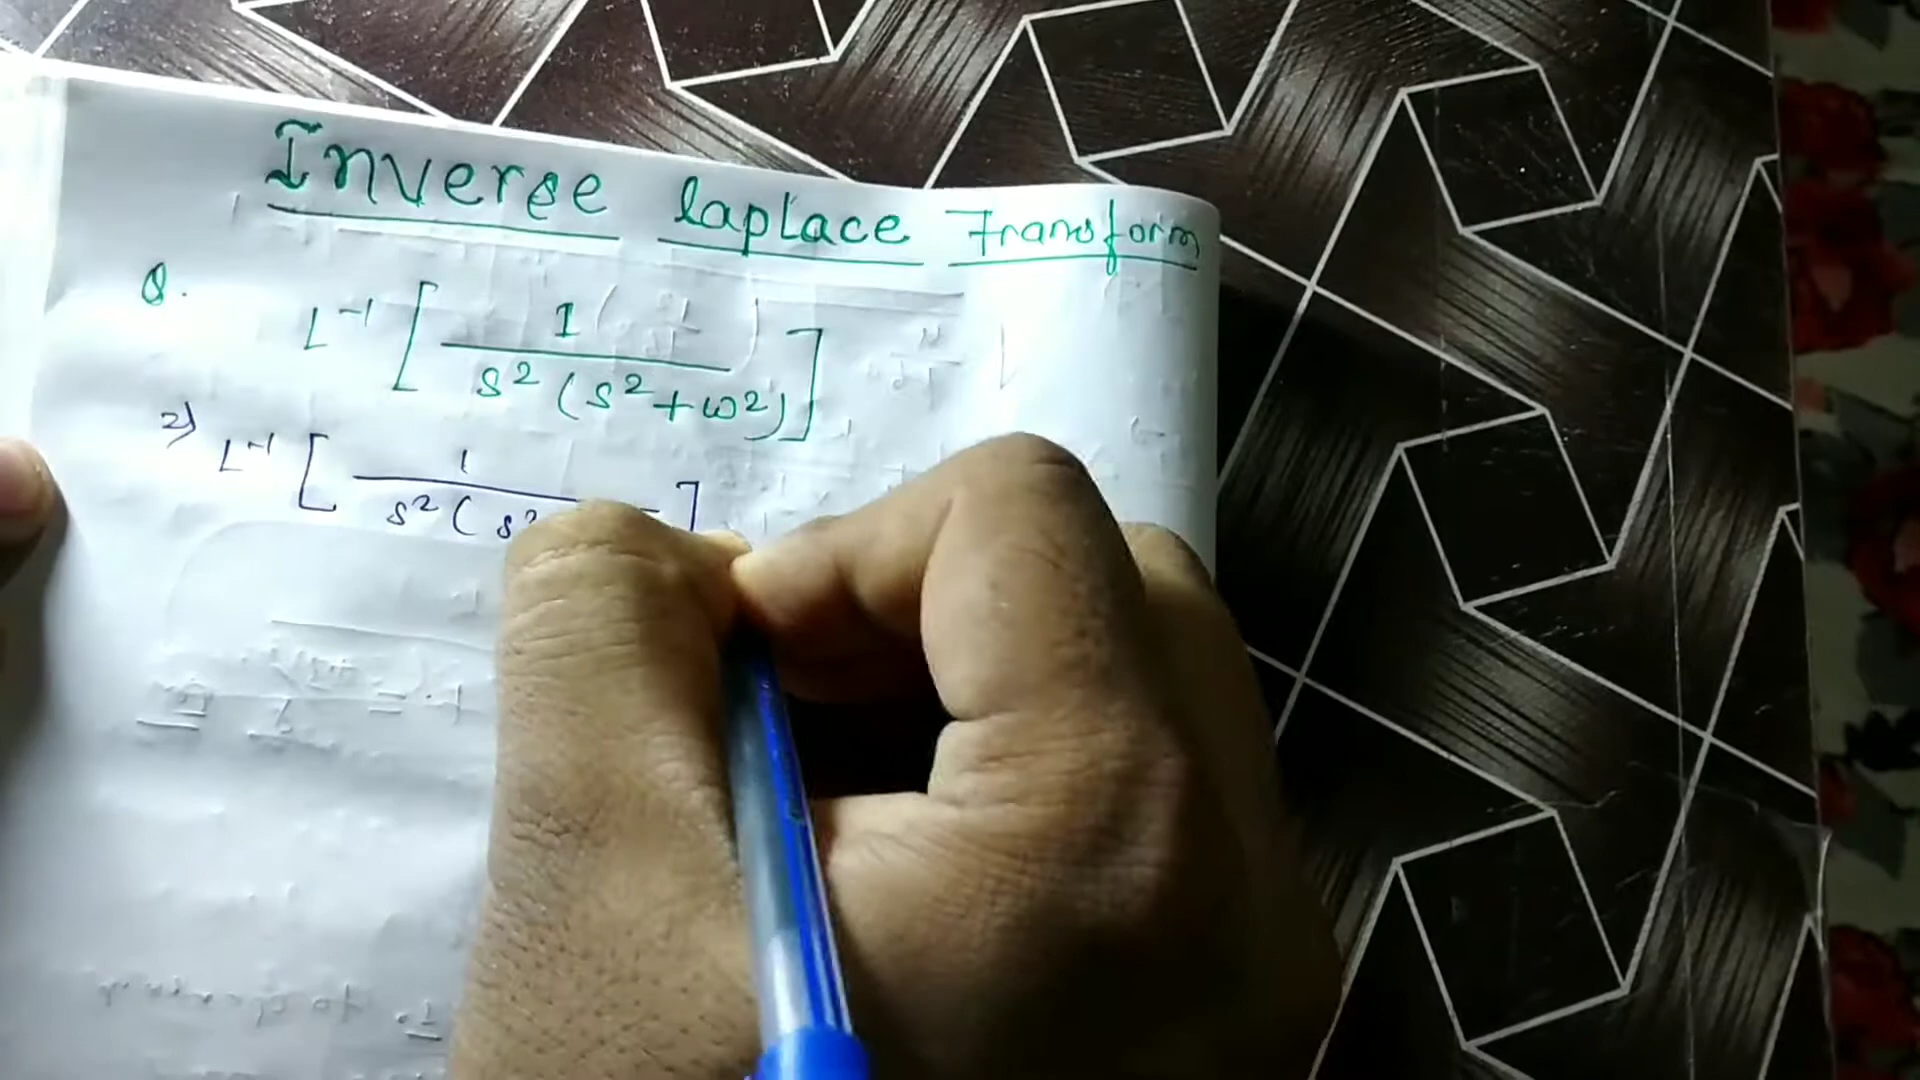 Inverse laplace Transform
Q. L⁻¹ [ 1 / s² (s² + ω²) ]
2) L⁻¹ [ 1 / s² ( s² ]